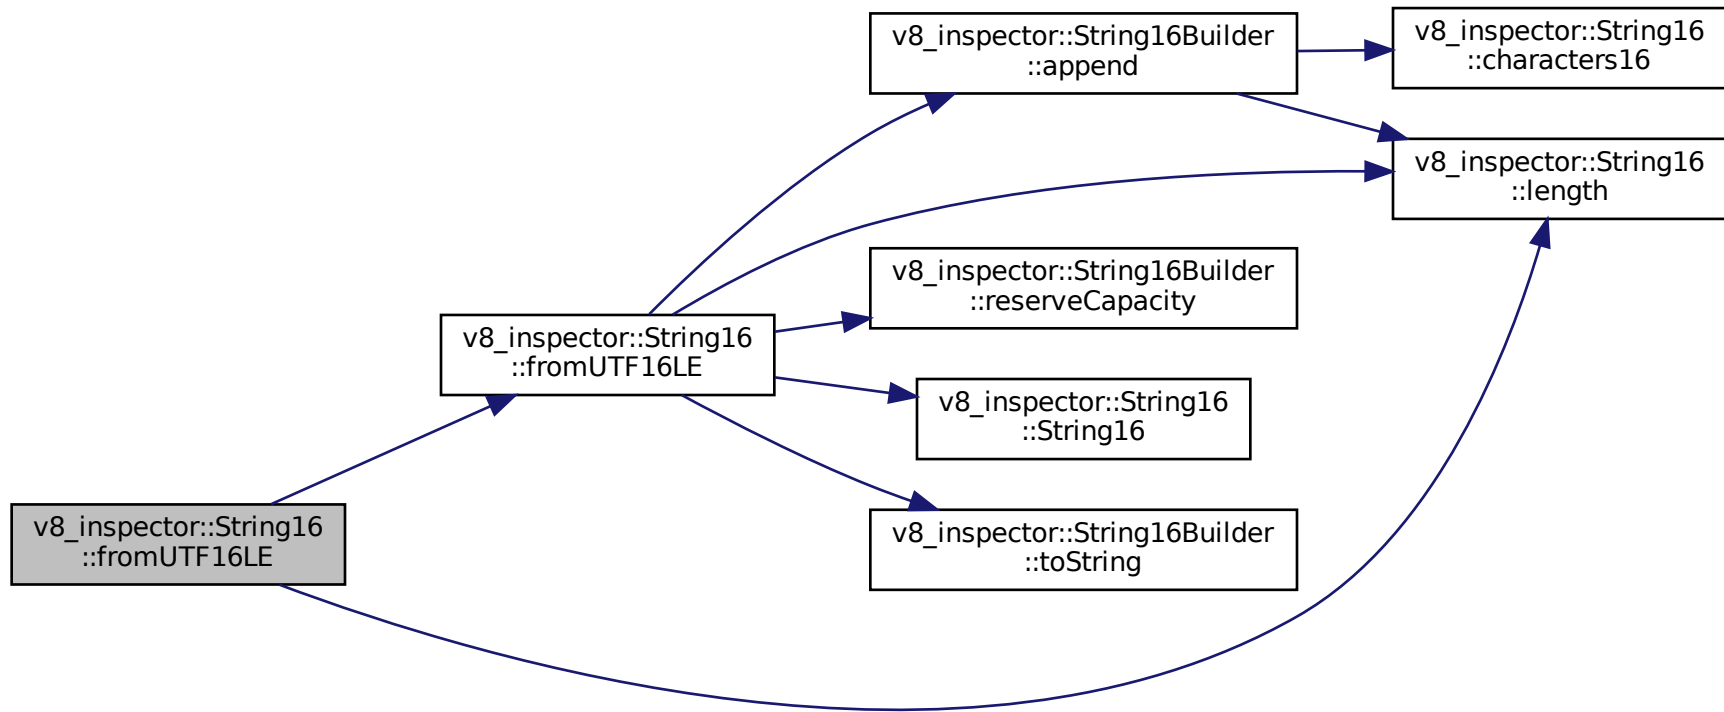 v8_inspector::String16Builder
::append
v8_inspector::String16
::characters16
v8_inspector::String16
::length
v8_inspector::String16Builder
::reserveCapacity
v8_inspector::String16
::fromUTF16LE
v8_inspector::String16
::String16
v8_inspector::String16
::fromUTF16LE
v8_inspector::String16Builder
::toString